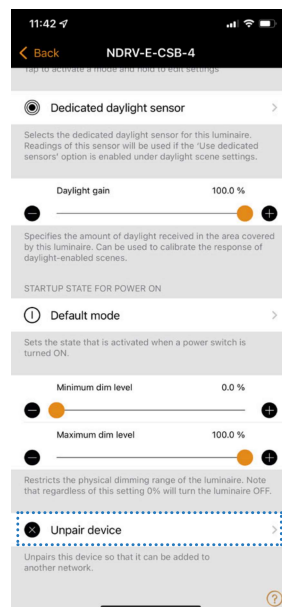 11:42
Back NDRV-E-CSB-4
Tap to activate a mode and hold to edit settings
Dedicated daylight sensor
Selects the dedicated daylight sensor for this luminaire.
Readings of this sensor will be used if the 'Use dedicated
sensors' option is enabled under daylight scene settings.
Daylight gain 100.0 %
Specifies the amount of daylight received in the area covered
by this luminaire. Can be used to calibrate the response of
daylight-enabled scenes.
STARTUP STATE FOR POWER ON
Default mode
Sets the state that is activated when a power switch is
turned ON.
Minimum dim level 0.0 %
Maximum dim level 100.0 %
Restricts the physical dimming range of the luminaire. Note
that regardless of this setting 0% will turn the luminaire OFF.
Unpair device
Unpairs this device so that it can be added to
another network.
?